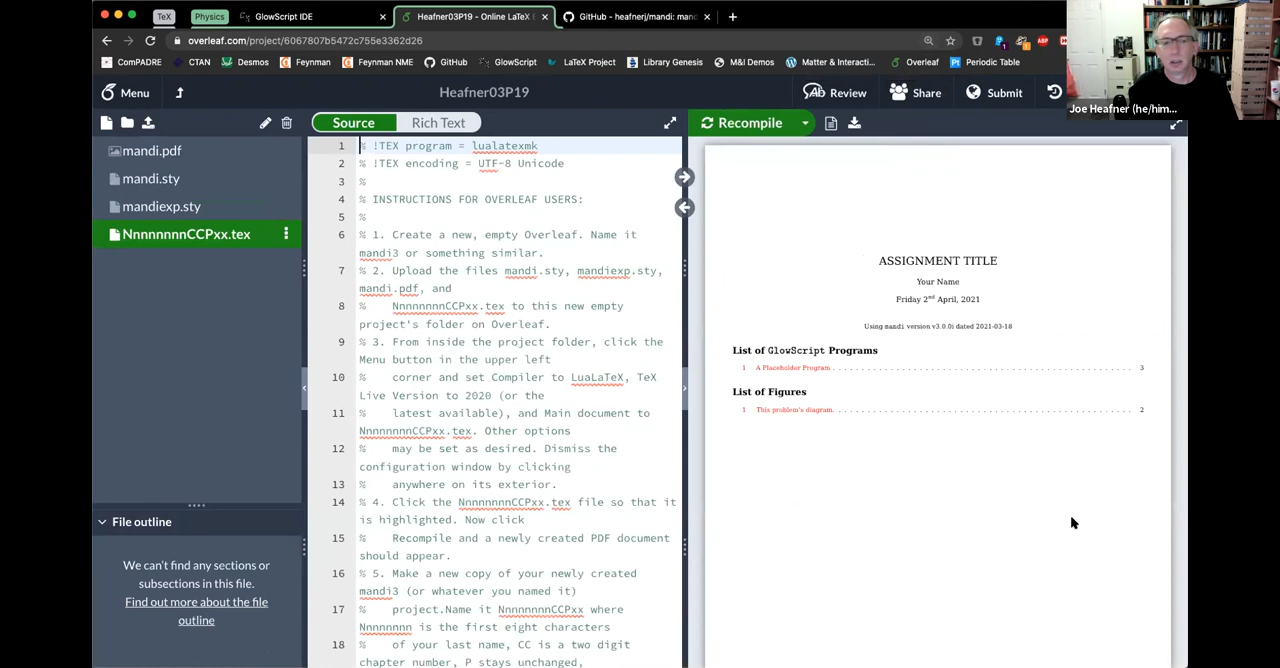 TeX Physics GlowScript IDE Heafner03P19 - Online LaTeX E GitHub - heafnerj/mandi: mand
overleaf.com/project/6067807b5472c755e3362d26
ComPADRE CTAN Desmos Feynman Feynman NME GitHub GlowScript LaTeX Project Library Genesis M&I Demos Matter & Interacti... Overleaf Periodic Table
Joe Heafner (he/him...
Menu Heafner03P19 Review Share Submit
Source Rich Text Recompile
mandi.pdf
mandi.sty
mandiexp.sty
NnnnnnnnCCPxx.tex
File outline
We can't find any sections or
subsections in this file.
Find out more about the file
outline
1 % !TEX program = lualatexmk
2 % !TEX encoding = UTF-8 Unicode
3 %
4 % INSTRUCTIONS FOR OVERLEAF USERS:
5 %
6 % 1. Create a new, empty Overleaf. Name it
mandi3 or something similar.
7 % 2. Upload the files mandi.sty, mandiexp.sty,
mandi.pdf, and
8 % NnnnnnnnCCPxx.tex to this new empty
project's folder on Overleaf.
9 % 3. From inside the project folder, click the
Menu button in the upper left
10 % corner and set Compiler to LuaLaTeX, TeX
Live Version to 2020 (or the
11 % latest available), and Main document to
NnnnnnnnCCPxx.tex. Other options
12 % may be set as desired. Dismiss the
configuration window by clicking
13 % anywhere on its exterior.
14 % 4. Click the NnnnnnnnCCPxx.tex file so that it
is highlighted. Now click
15 % Recompile and a newly created PDF document
should appear.
16 % 5. Make a new copy of your newly created
mandi3 (or whatever you named it)
17 % project.Name it NnnnnnnnCCPxx where
Nnnnnnnn is the first eight characters
18 % of your last name, CC is a two digit
chapter number, P stays unchanged,
ASSIGNMENT TITLE
Your Name
Friday 2nd April, 2021
Using mandi version v3.0.0i dated 2021-03-18
List of GlowScript Programs
1 A Placeholder Program 3
List of Figures
1 This problem's diagram. 2